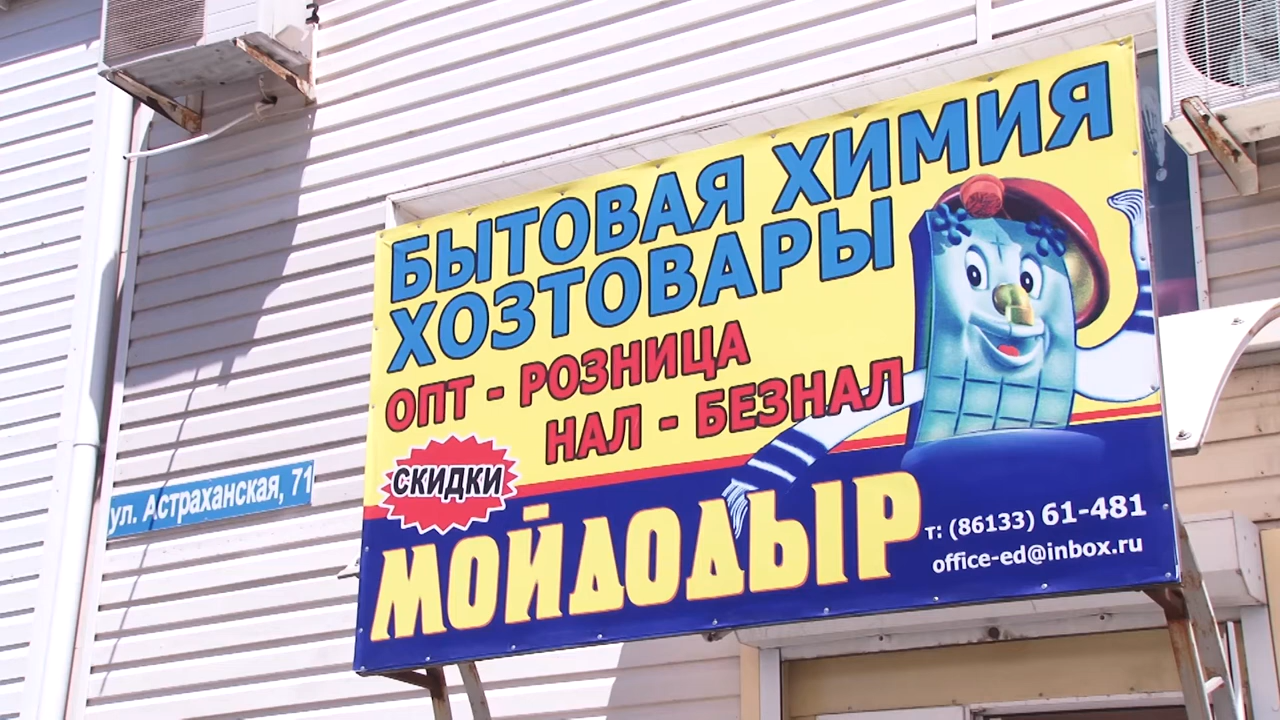 БЫТОВАЯ ХИМИЯ
ХОЗТОВАРЫ
ОПТ - РОЗНИЦА
НАЛ - БЕЗНАЛ
СКИДКИ
МОЙДОДЫР
т: (86133) 61-481
office-ed@inbox.ru
ул. Астраханская, 71